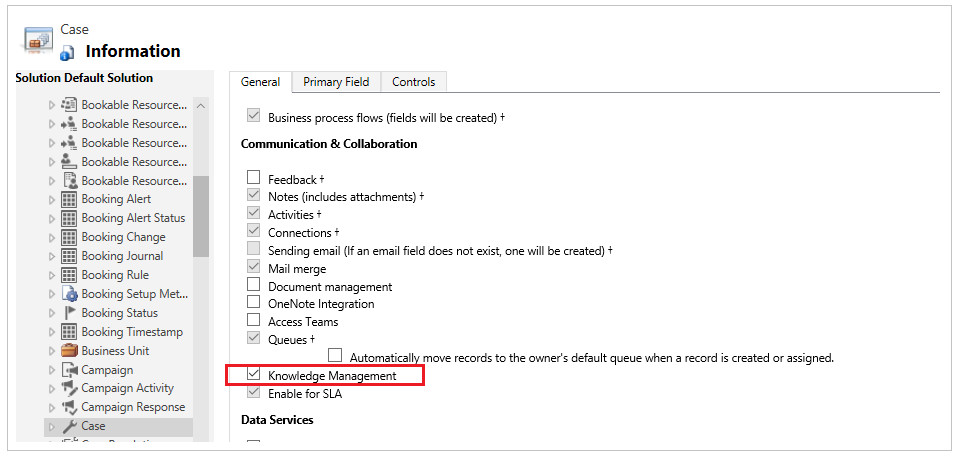 Case
Information
Solution Default Solution
Bookable Resource...
Bookable Resource...
Bookable Resource...
Bookable Resource...
Bookable Resource...
Booking Alert
Booking Alert Status
Booking Change
Booking Journal
Booking Rule
Booking Setup Met...
Booking Status
Booking Timestamp
Business Unit
Campaign
Campaign Activity
Campaign Response
Case
General
Primary Field
Controls
Business process flows (fields will be created) †
Communication & Collaboration
Feedback †
Notes (includes attachments) †
Activities †
Connections †
Sending email (If an email field does not exist, one will be created) †
Mail merge
Document management
OneNote Integration
Access Teams
Queues †
Automatically move records to the owner's default queue when a record is created or assigned.
Knowledge Management
Enable for SLA
Data Services